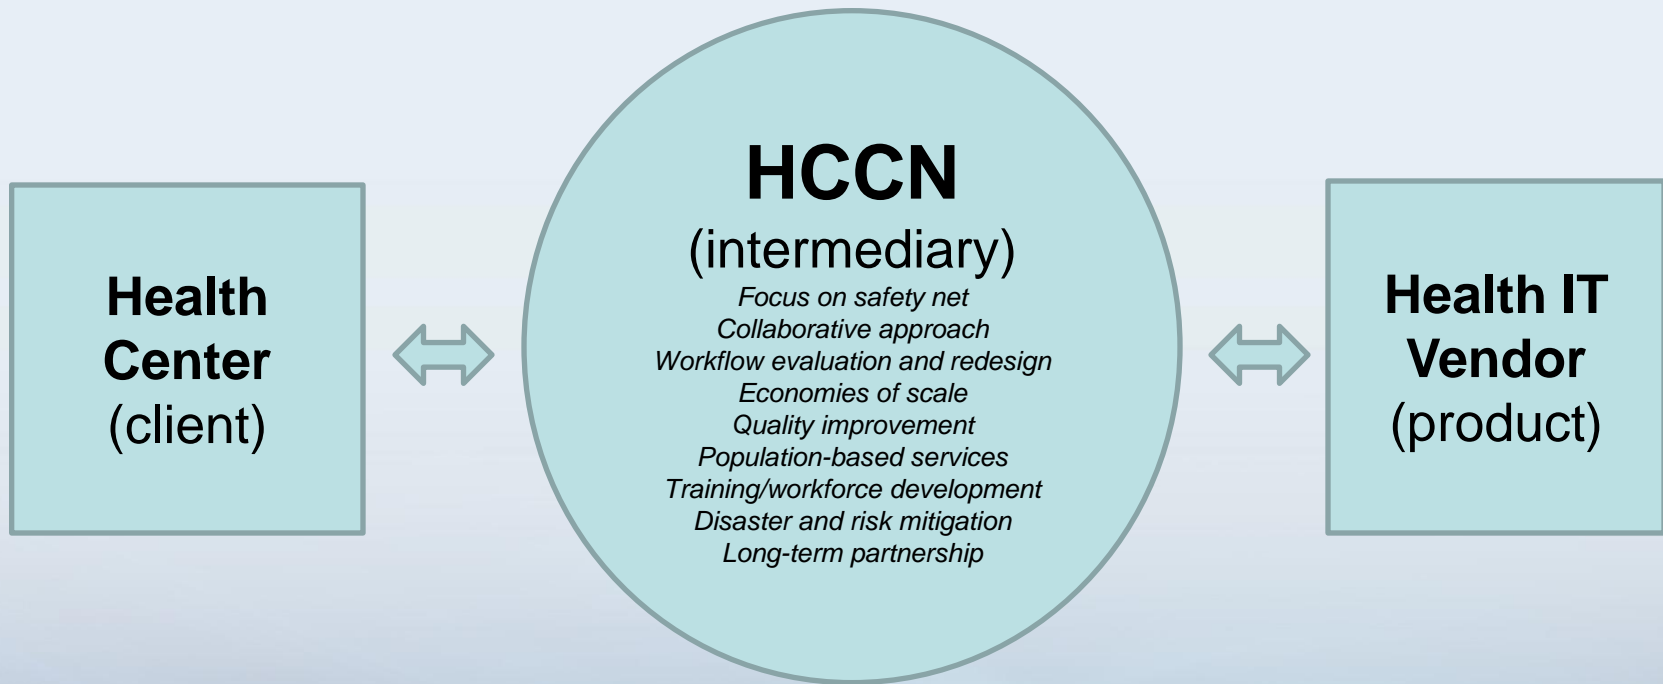 Health
Center
(client)
HCCN
(intermediary)
Focus on safety net
Collaborative approach
Workflow evaluation and redesign
Economies of scale
Quality improvement
Population-based services
Training/workforce development
Disaster and risk mitigation
Long-term partnership
Health IT
Vendor
(product)